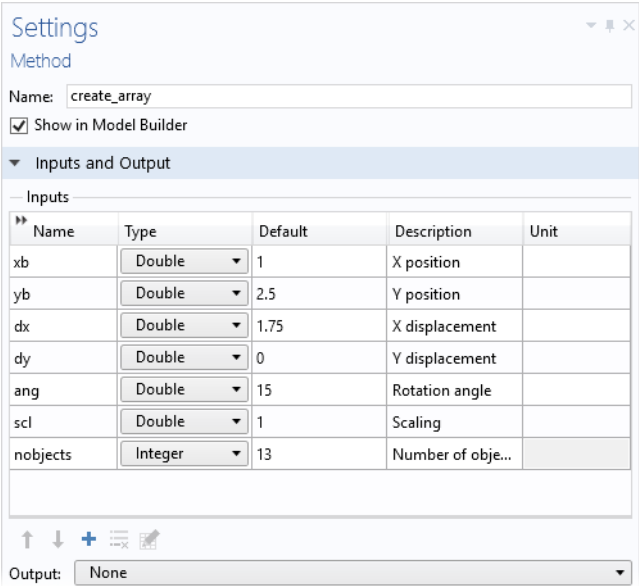 Settings
Method
Name: create_array
Show in Model Builder
Inputs and Output
Inputs
Name Type Default Description Unit
xb Double 1 X position
yb Double 2.5 Y position
dx Double 1.75 X displacement
dy Double 0 Y displacement
ang Double 15 Rotation angle
scl Double 1 Scaling
nobjects Integer 13 Number of obje...
Output: None